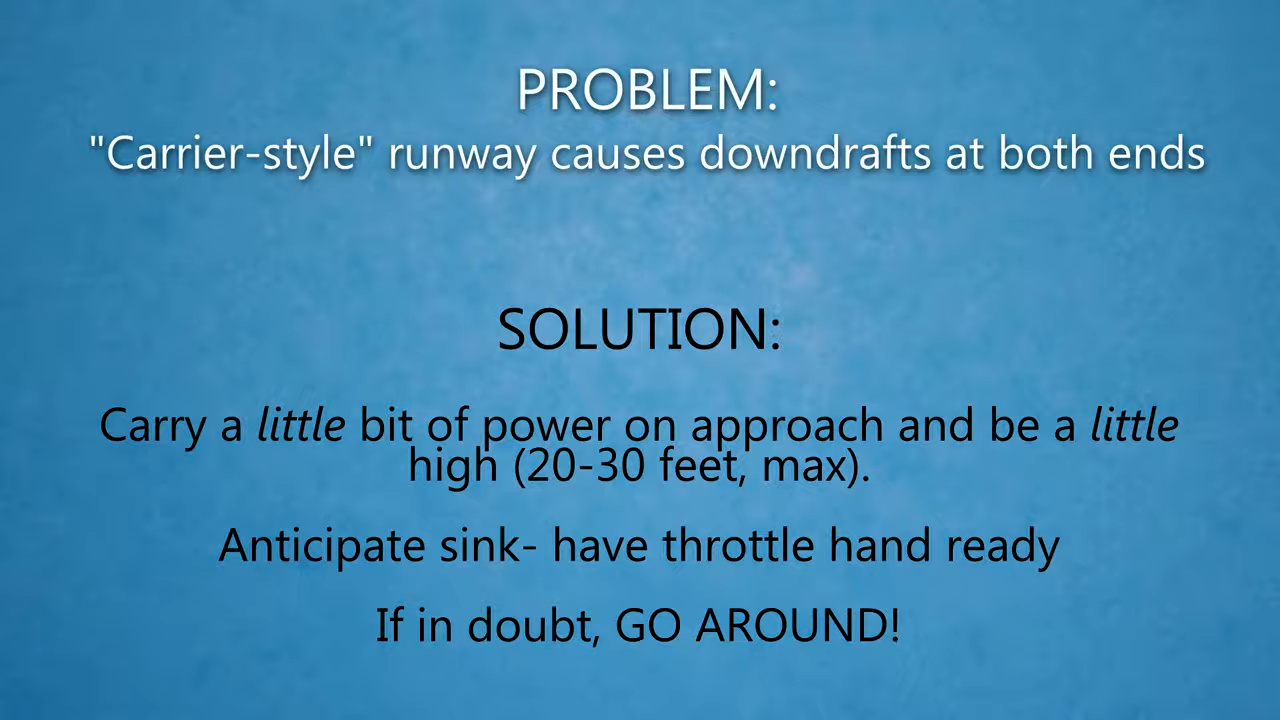 PROBLEM:
"Carrier-style" runway causes downdrafts at both ends
SOLUTION:
Carry a little bit of power on approach and be a little
high (20-30 feet, max).
Anticipate sink- have throttle hand ready
If in doubt, GO AROUND!